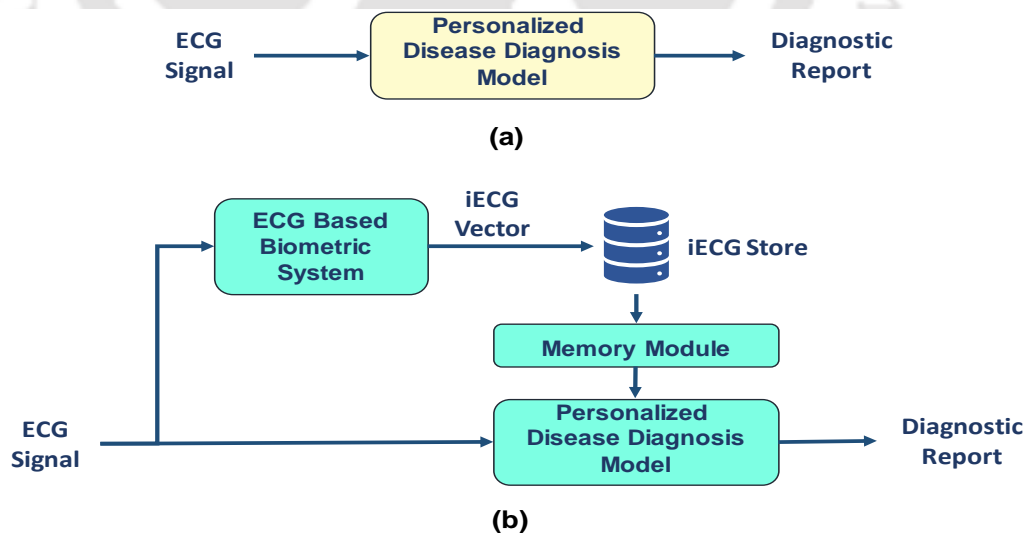 ECG
Signal
Personalized
Disease Diagnosis
Model
Diagnostic
Report
(a)
ECG Based
Biometric
System
iECG
Vector
iECG Store
Memory Module
ECG
Signal
Personalized
Disease Diagnosis
Model
Diagnostic
Report
(b)